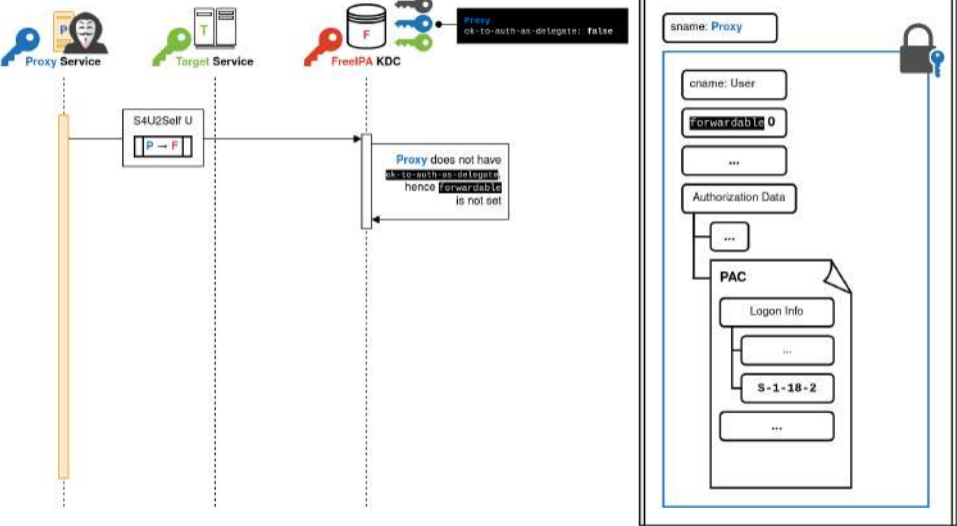 P
T
F
Proxy
ok-to-auth-as-delegate: false
Proxy Service
Target Service
FreeIPA KDC
S4U2Self U
P → F
Proxy does not have
ok-to-auth-as-delegate,
hence forwardable
is not set
sname: Proxy
cname: User
forwardable 0
...
Authorization Data
...
PAC
Logon Info
...
S-1-18-2
...